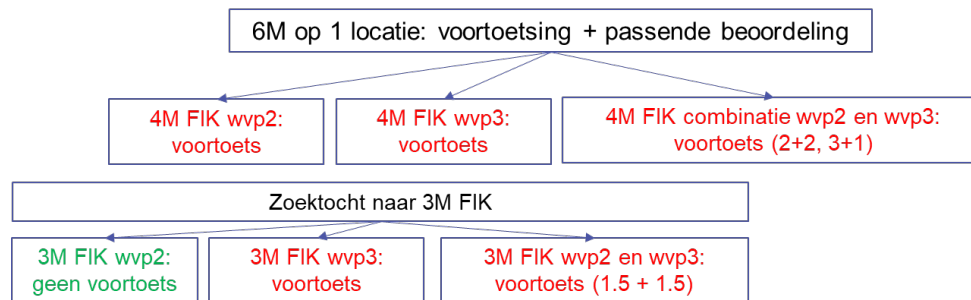 6M op 1 locatie: voortoetsing + passende beoordeling
4M FIK wvp2:
voortoets
4M FIK wvp3:
voortoets
4M FIK combinatie wvp2 en wvp3:
voortoets (2+2, 3+1)
Zoektocht naar 3M FIK
3M FIK wvp2:
geen voortoets
3M FIK wvp3:
voortoets
3M FIK wvp2 en wvp3:
voortoets (1.5 + 1.5)